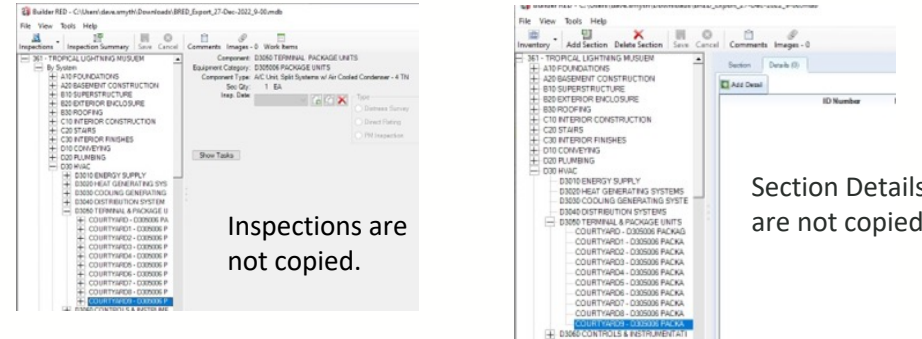 Builder RED - C:\Users\dave.smyth\Downloads\BRED_Export_27-Dec-2022_9-00.mdb
File View Tools Help
Inspections Inspection Summary Save Cancel Comments Images - 0 Work Items
361 - TROPICAL LIGHTNING MUSUEM
By System
A10 FOUNDATIONS
A20 BASEMENT CONSTRUCTION
B10 SUPERSTRUCTURE
B20 EXTERIOR ENCLOSURE
B30 ROOFING
C10 INTERIOR CONSTRUCTION
C20 STAIRS
C30 INTERIOR FINISHES
D10 CONVEYING
D20 PLUMBING
D30 HVAC
D3010 ENERGY SUPPLY
D3020 HEAT GENERATING SYS
D3030 COOLING GENERATING
D3040 DISTRIBUTION SYSTEM
D3050 TERMINAL & PACKAGE U
COURTYARD - D305006 PA
COURTYARD1 - D305006 P
COURTYARD2 - D305006 P
COURTYARD3 - D305006 P
COURTYARD4 - D305006 P
COURTYARD5 - D305006 P
COURTYARD6 - D305006 P
COURTYARD7 - D305006 P
COURTYARD8 - D305006 P
COURTYARD9 - D305006 P
D3060 CONTROLS & INSTRUME
Component: D3050 TERMINAL PACKAGE UNITS
Equipment Category: D305006 PACKAGE UNITS
Component Type: A/C Unit, Split Systems w/ Air Cooled Condenser - 4 TN
Sec Qty: 1 EA
Insp. Date:
Type
Distress Survey
Direct Rating
PM Inspection
Show Tasks
Inspections are
not copied.
File View Tools Help
Inventory Add Section Delete Section Save Cancel Comments Images - 0
361 - TROPICAL LIGHTNING MUSUEM
A10 FOUNDATIONS
A20 BASEMENT CONSTRUCTION
B10 SUPERSTRUCTURE
B20 EXTERIOR ENCLOSURE
B30 ROOFING
C10 INTERIOR CONSTRUCTION
C20 STAIRS
C30 INTERIOR FINISHES
D10 CONVEYING
D20 PLUMBING
D30 HVAC
D3010 ENERGY SUPPLY
D3020 HEAT GENERATING SYSTEMS
D3030 COOLING GENERATING SYSTE
D3040 DISTRIBUTION SYSTEMS
D3050 TERMINAL & PACKAGE UNITS
COURTYARD - D305006 PACKAG
COURTYARD1 - D305006 PACKA
COURTYARD2 - D305006 PACKA
COURTYARD3 - D305006 PACKA
COURTYARD4 - D305006 PACKA
COURTYARD5 - D305006 PACKA
COURTYARD6 - D305006 PACKA
COURTYARD7 - D305006 PACKA
COURTYARD8 - D305006 PACKA
COURTYARD9 - D305006 PACKA
D3060 CONTROLS & INSTRUMENTATI
Section Details (0)
Add Detail
ID Number
Section Details
are not copied